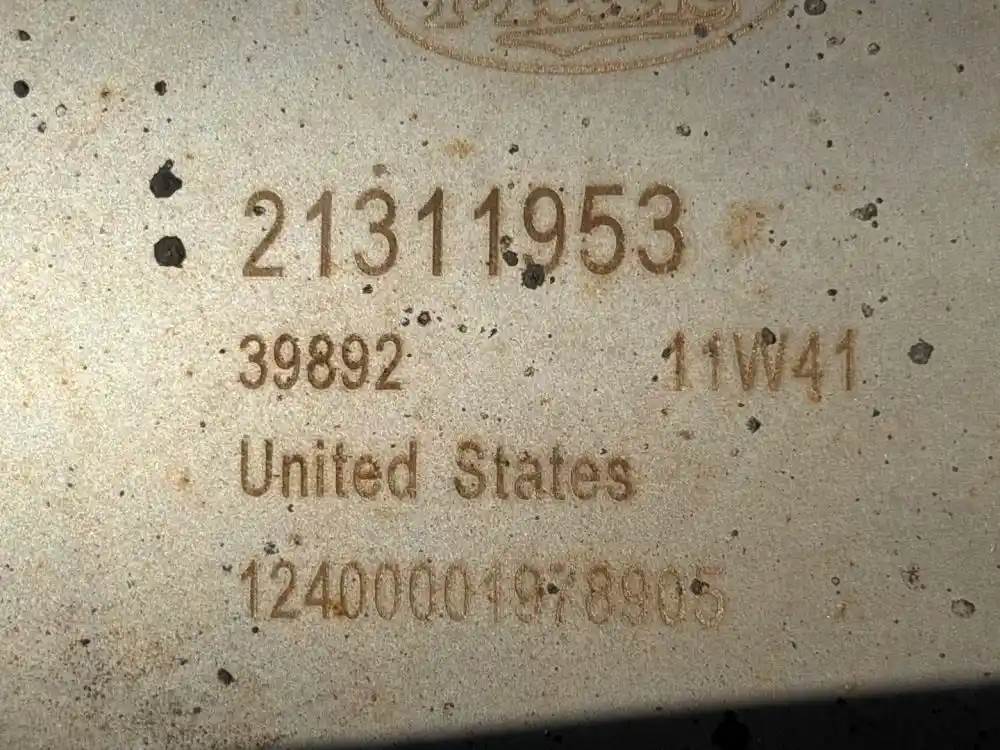 21311953
39892 11W41
United States
12400001978905